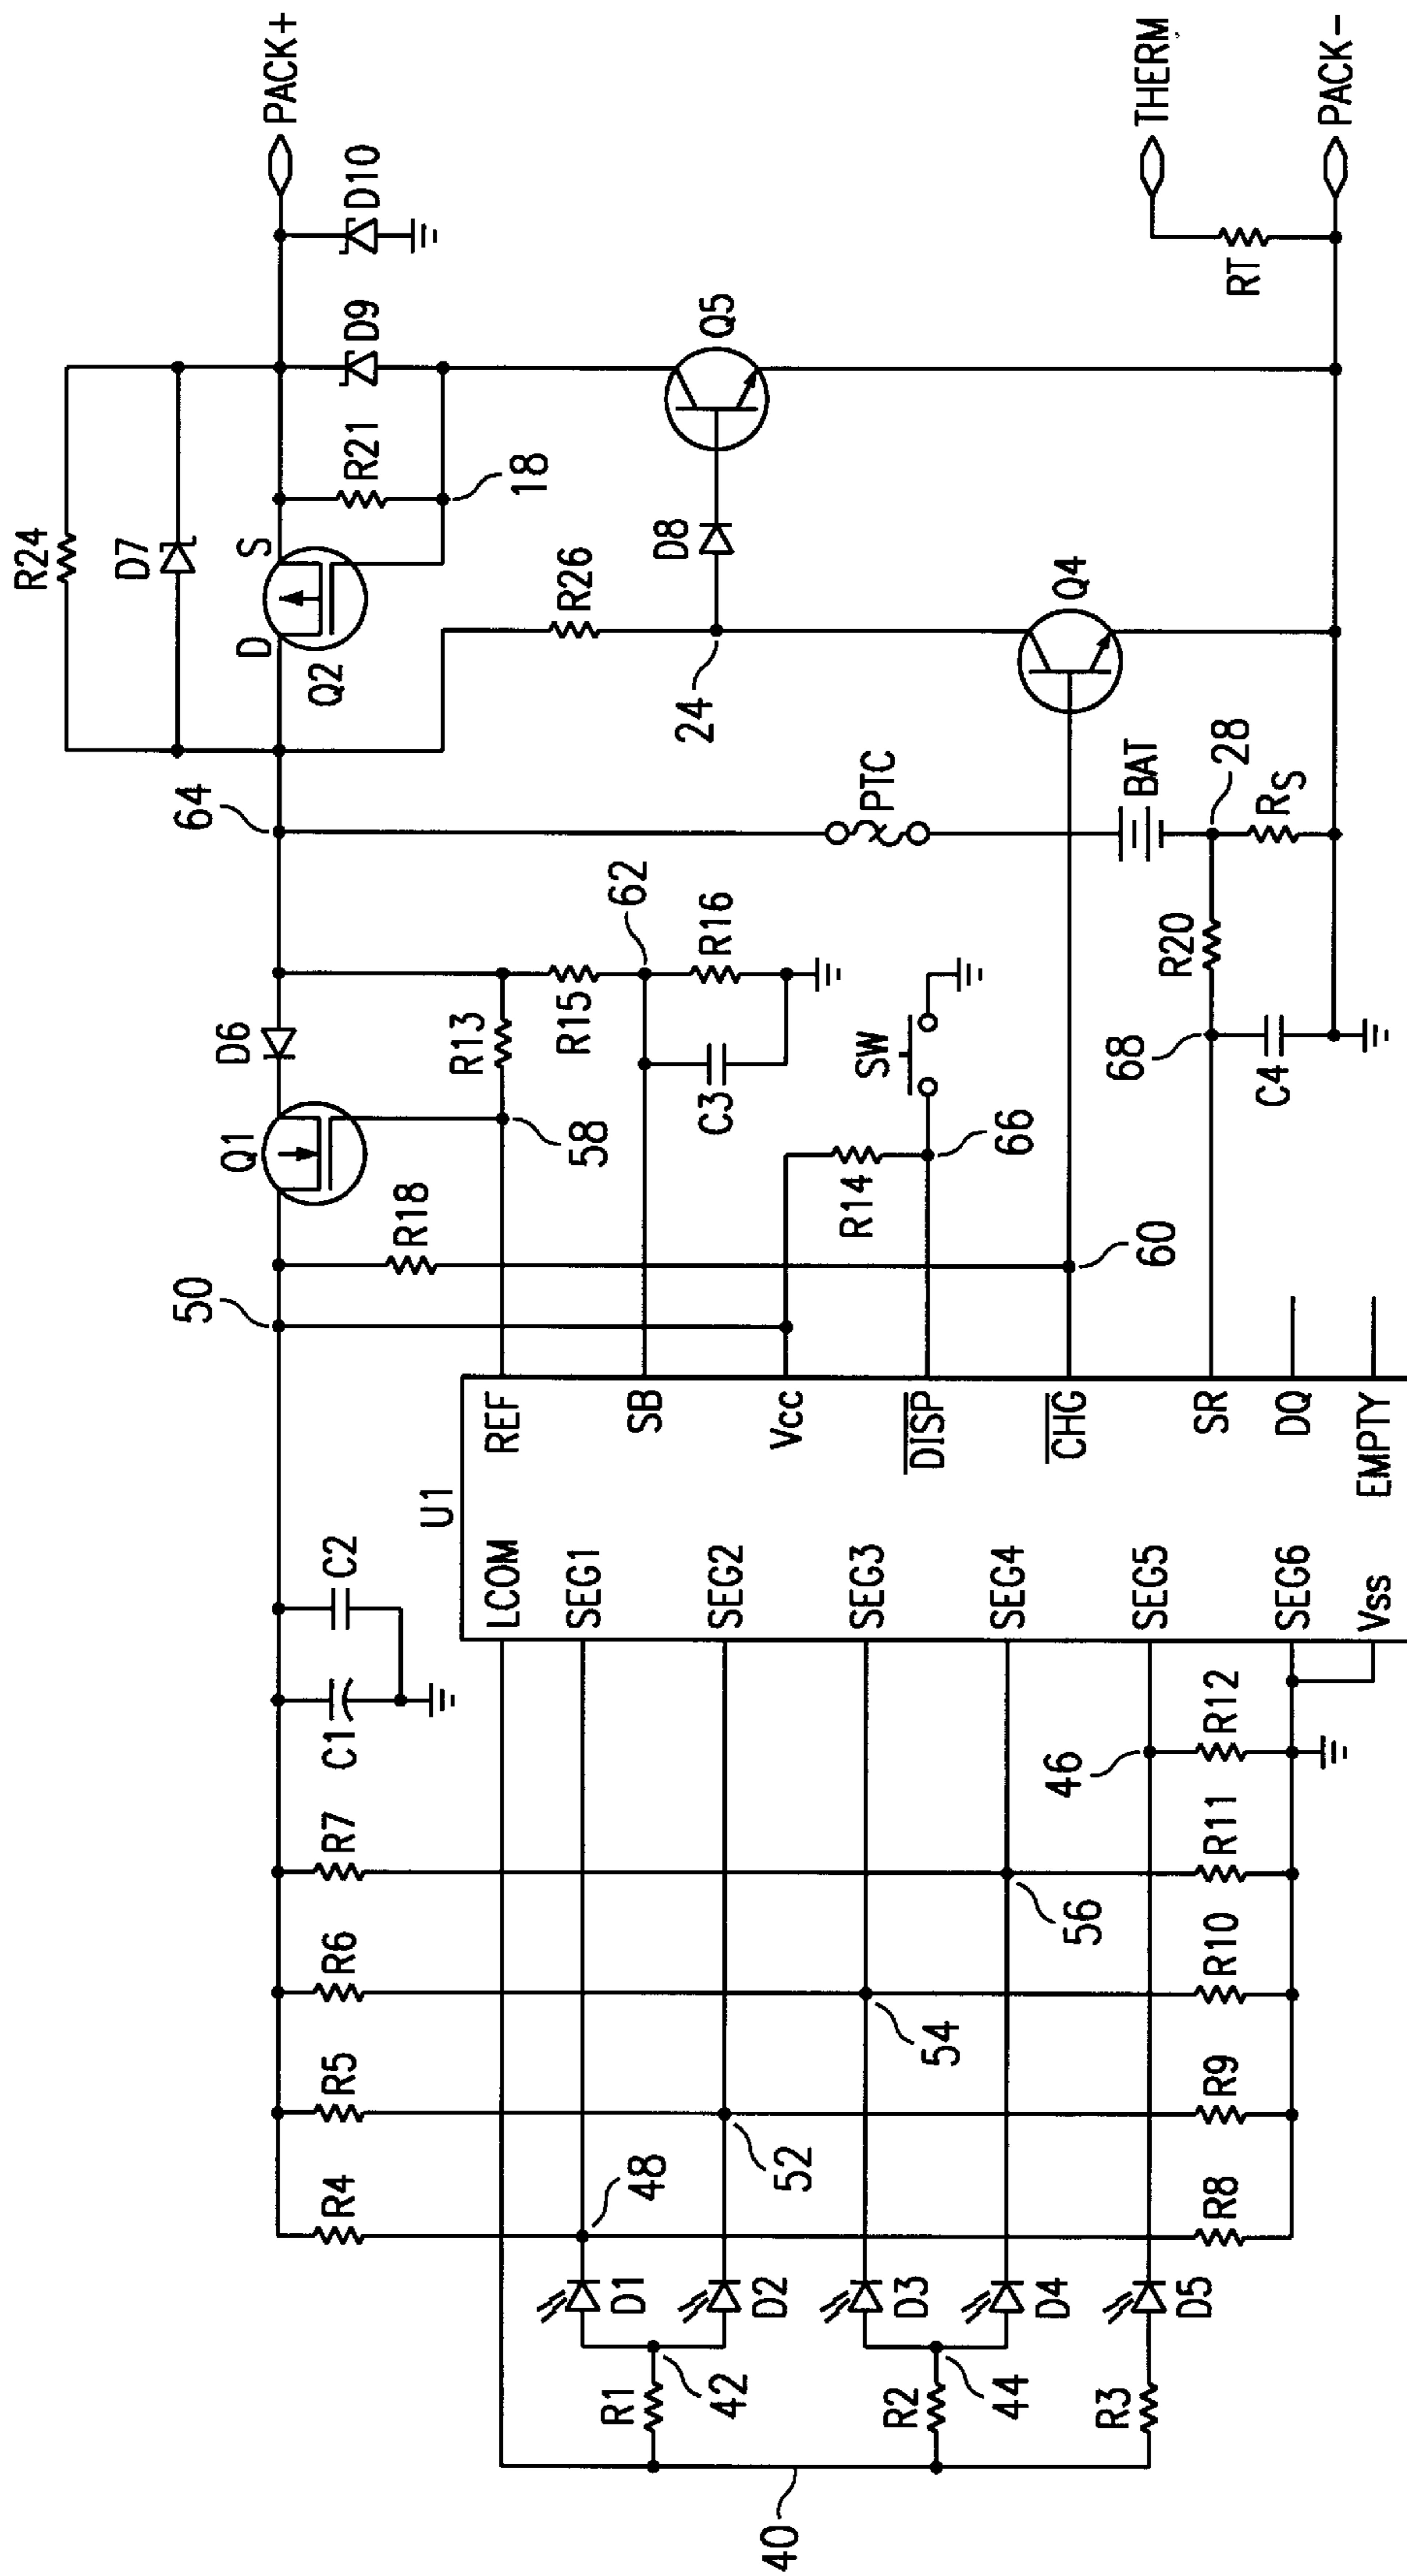 R24
D7
64
D
S
Q2
R21
D9
D10
PACK+
50
Q1
D6
18
R7
C1
C2
R18
R26
R4
R5
R6
U1
58
R13
R15
62
R16
24
D8
Q5
LCOM
REF
SEG1
SB
SEG2
Vcc
SEG3
DISP
SEG4
CHG
SEG5
SR
SEG6
DQ
Vss
EMPTY
C3
R14
SW
66
PTC
Q4
60
48
52
54
56
D1
R1
42
D2
D3
R2
44
D4
R3
D5
40
46
R8
R9
R10
R11
R12
68
R20
C4
BAT
28
RS
RT
THERM
PACK-